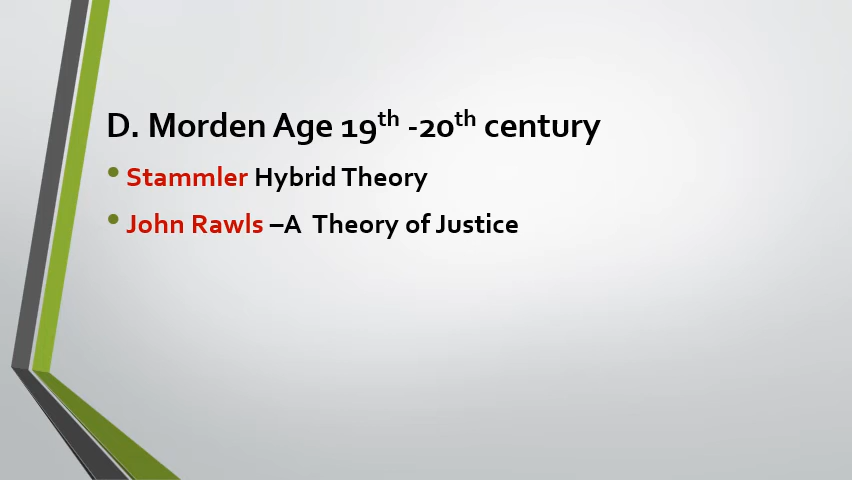 D. Morden Age 19th -20th century
• Stammler Hybrid Theory
• John Rawls –A Theory of Justice